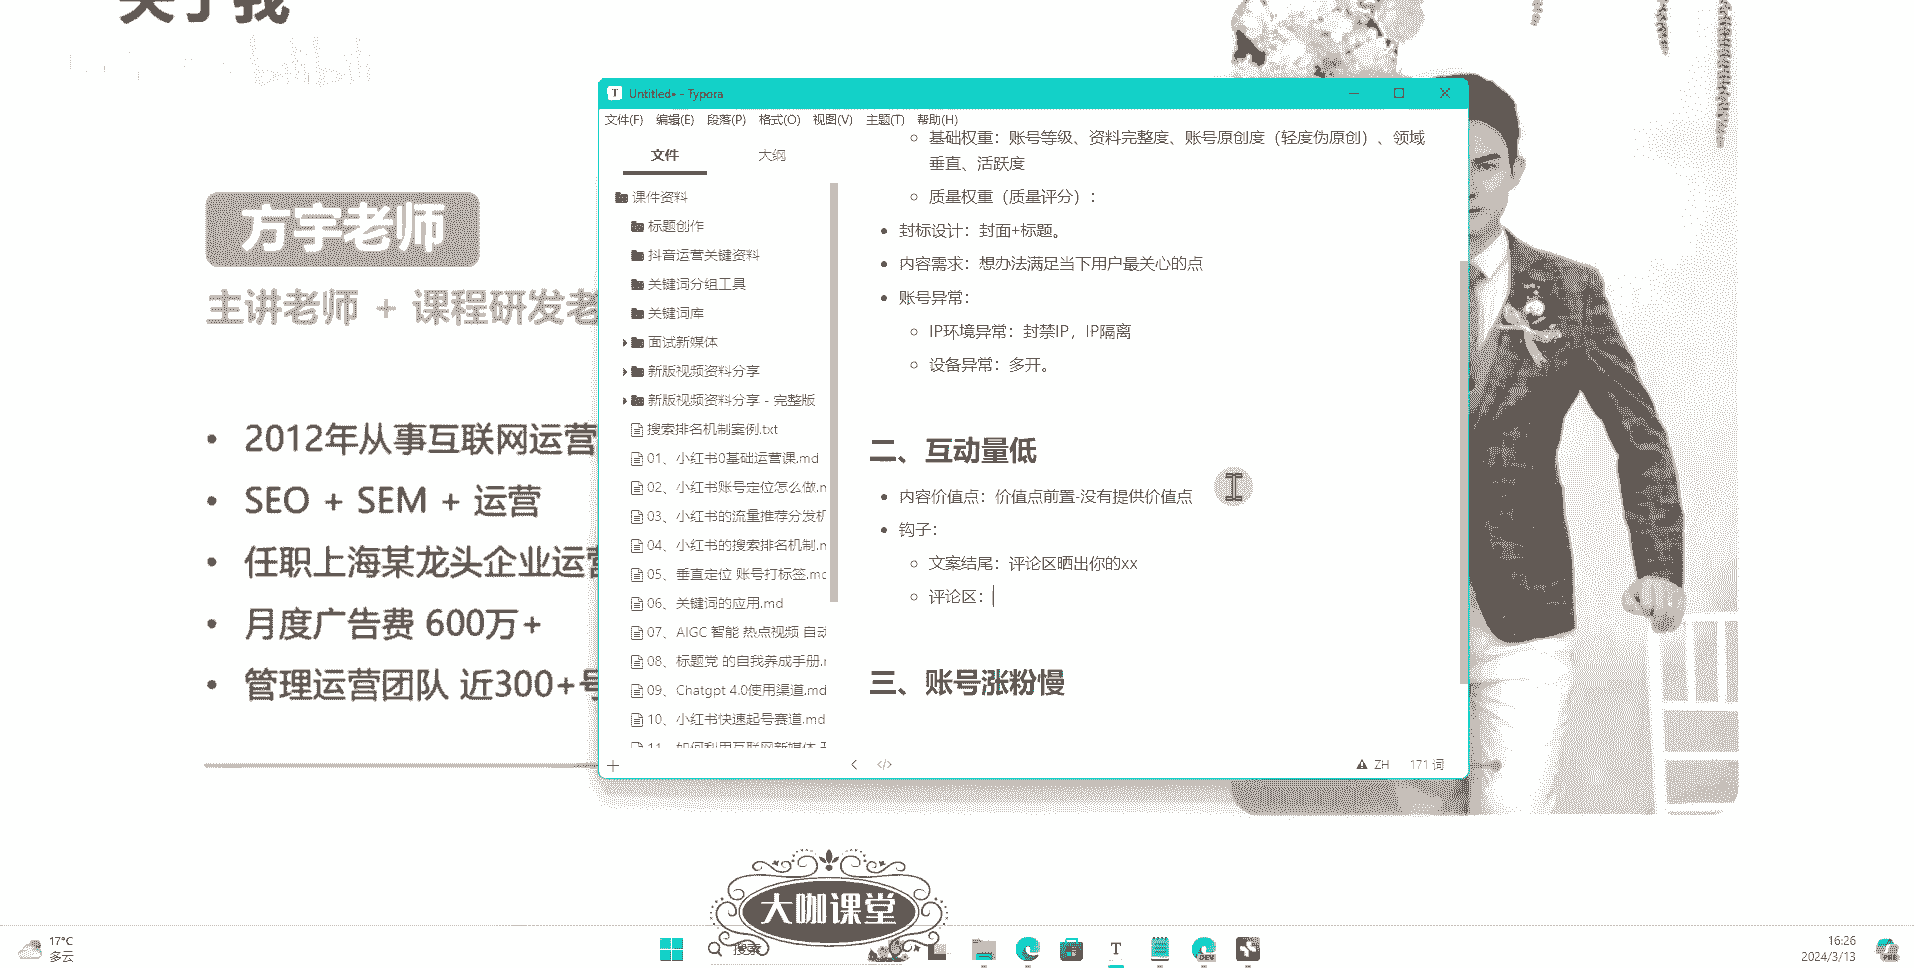 关于我
bilibili
方宇老师
主讲老师 + 课程研发老
• 2012年从事互联网运营
• SEO + SEM + 运营
• 任职上海某龙头企业运营
• 月度广告费 600万+
• 管理运营团队 近300+号
Untitled• - Typora
文件(F) 编辑(E) 段落(P) 格式(O) 视图(V) 主题(T) 帮助(H)
文件 大纲
课件资料
标题创作
抖音运营关键资料
关键词分组工具
关键词库
面试新媒体
新版视频资料分享
新版视频资料分享 - 完整版
搜索排名机制案例.txt
01、小红书0基础运营课.md
02、小红书账号定位怎么做.m
03、小红书的流量推荐分发机
04、小红书的搜索排名机制.m
05、垂直定位 账号打标签.md
06、关键词的应用.md
07、AIGC 智能 热点视频 自动
08、标题党 的自我养成手册.m
09、Chatgpt 4.0使用渠道.md
10、小红书快速起号赛道.md
11、如何利用互联网新媒体
基础权重：账号等级、资料完整度、账号原创度（轻度伪原创）、领域
垂直、活跃度
质量权重（质量评分）：
封标设计：封面+标题。
内容需求：想办法满足当下用户最关心的点
账号异常：
IP环境异常：封禁IP，IP隔离
设备异常：多开。
二、互动量低
内容价值点：价值点前置-没有提供价值点
钩子：
文案结尾：评论区晒出你的xx
评论区：
三、账号涨粉慢
ZH 171 词
大咖课堂
17°C
多云
搜索
16:26
2024/3/13